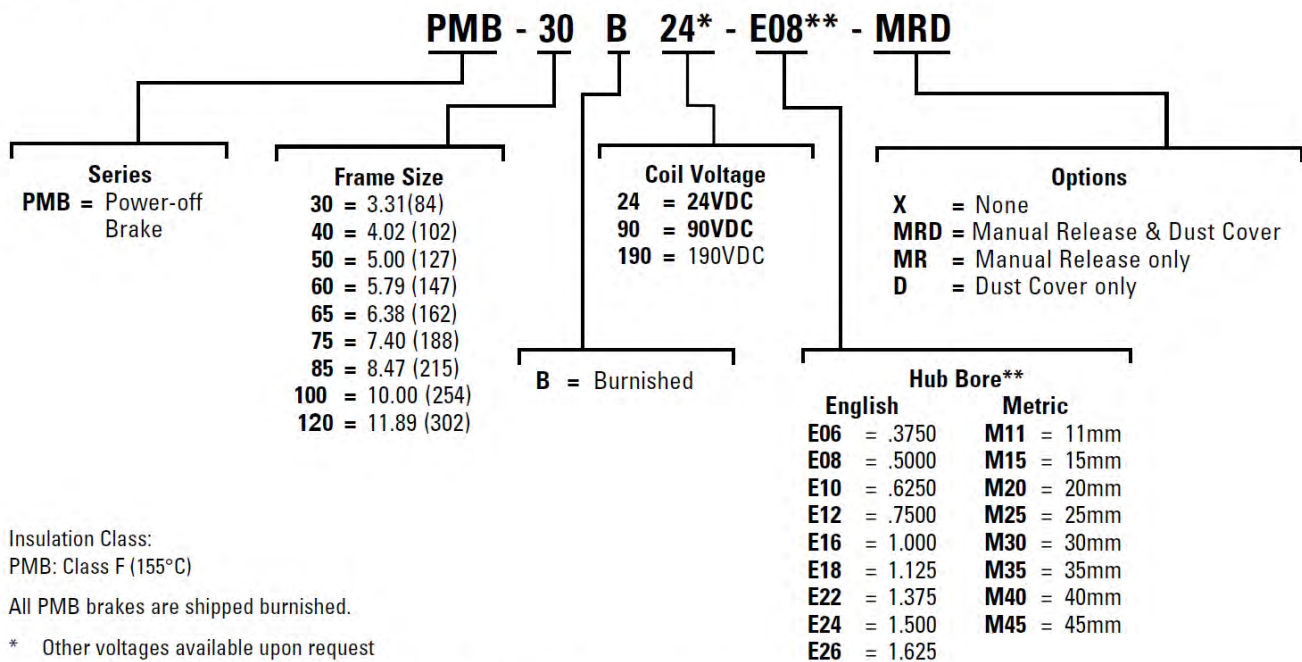 PMB - 30 B 24* - E08** - MRD
Series
PMB = Power-off
Brake
Frame Size
30 = 3.31(84)
40 = 4.02 (102)
50 = 5.00 (127)
60 = 5.79 (147)
65 = 6.38 (162)
75 = 7.40 (188)
85 = 8.47 (215)
100 = 10.00 (254)
120 = 11.89 (302)
Coil Voltage
24 = 24VDC
90 = 90VDC
190 = 190VDC
Options
X = None
MRD = Manual Release & Dust Cover
MR = Manual Release only
D = Dust Cover only
B = Burnished
Hub Bore**
English Metric
E06 = .3750 M11 = 11mm
E08 = .5000 M15 = 15mm
E10 = .6250 M20 = 20mm
E12 = .7500 M25 = 25mm
E16 = 1.000 M30 = 30mm
E18 = 1.125 M35 = 35mm
E22 = 1.375 M40 = 40mm
E24 = 1.500 M45 = 45mm
E26 = 1.625
Insulation Class:
PMB: Class F (155°C)
All PMB brakes are shipped burnished.
* Other voltages available upon request